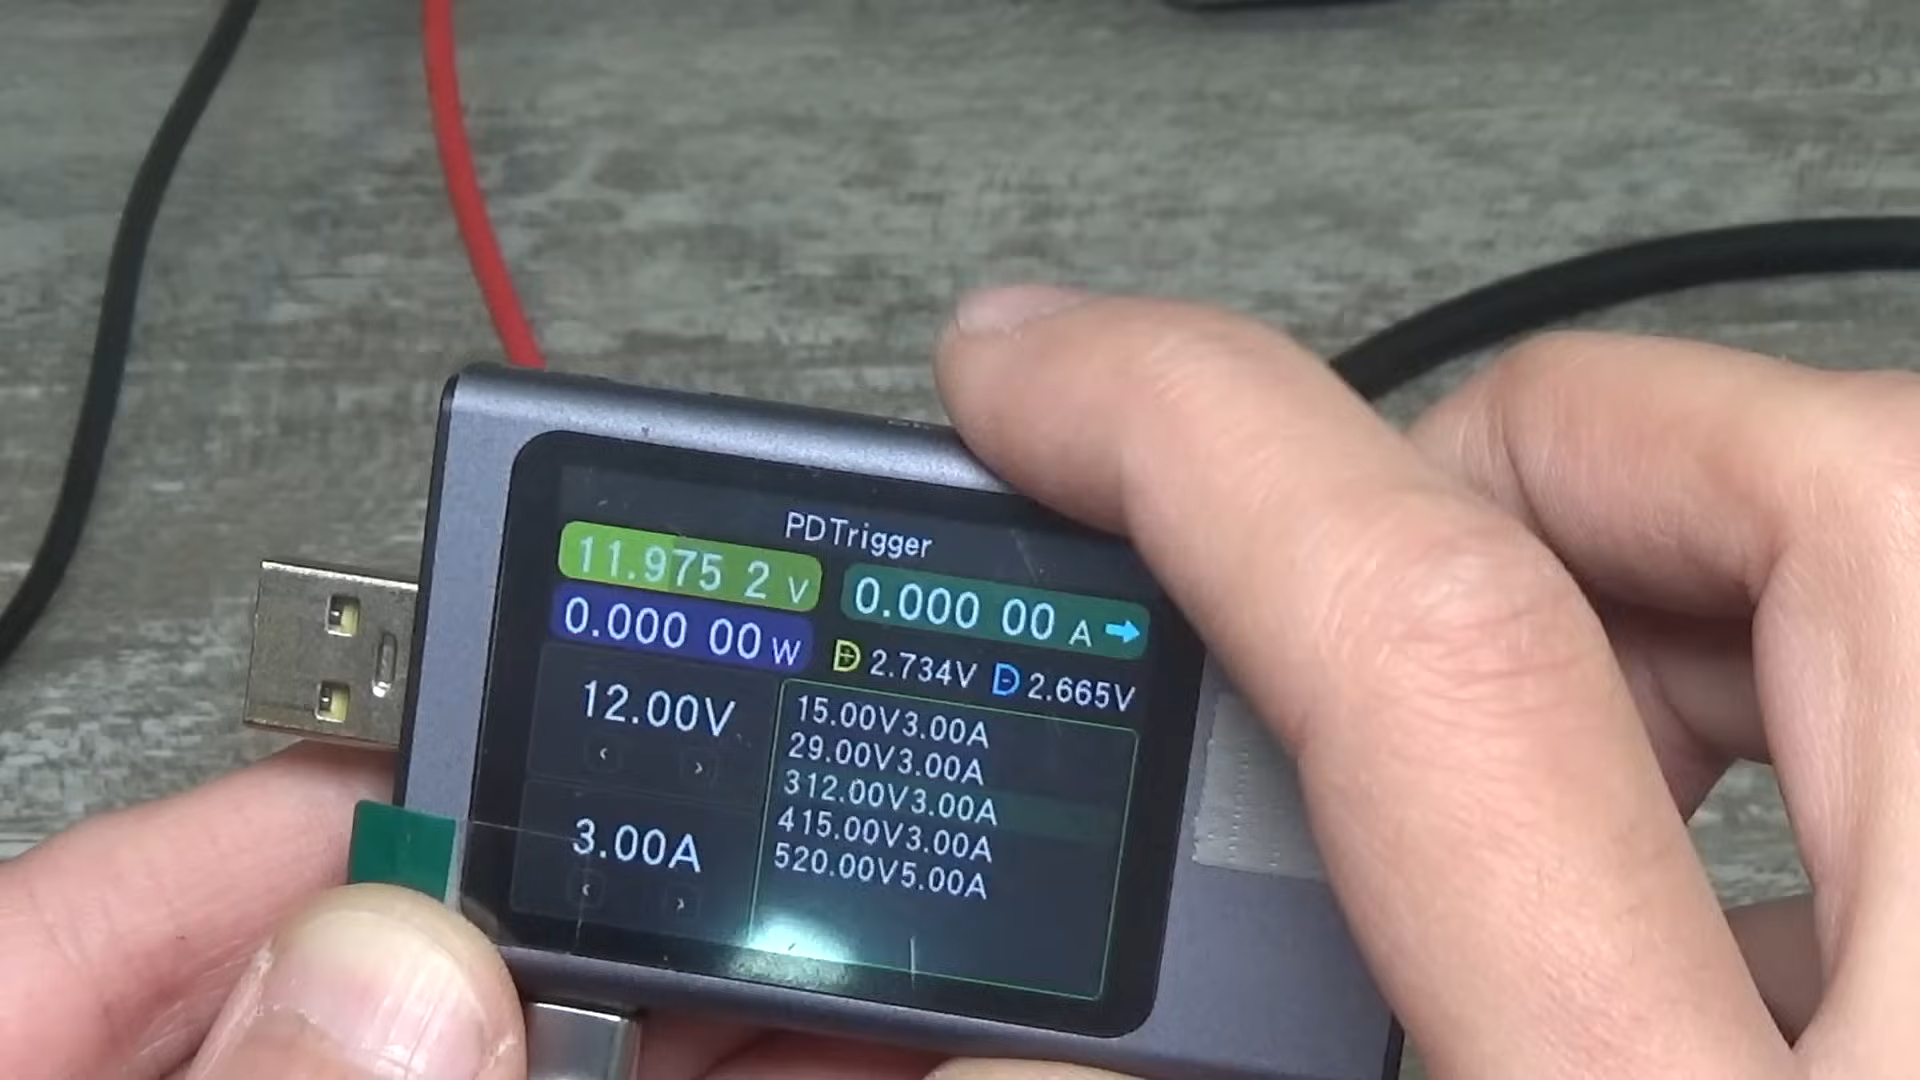 PDTrigger
11.975 2 V
0.000 00 A
0.000 00 W
D+ 2.734V D- 2.665V
12.00V
‹ ›
3.00A
‹ ›
15.00V3.00A
29.00V3.00A
312.00V3.00A
415.00V3.00A
520.00V5.00A